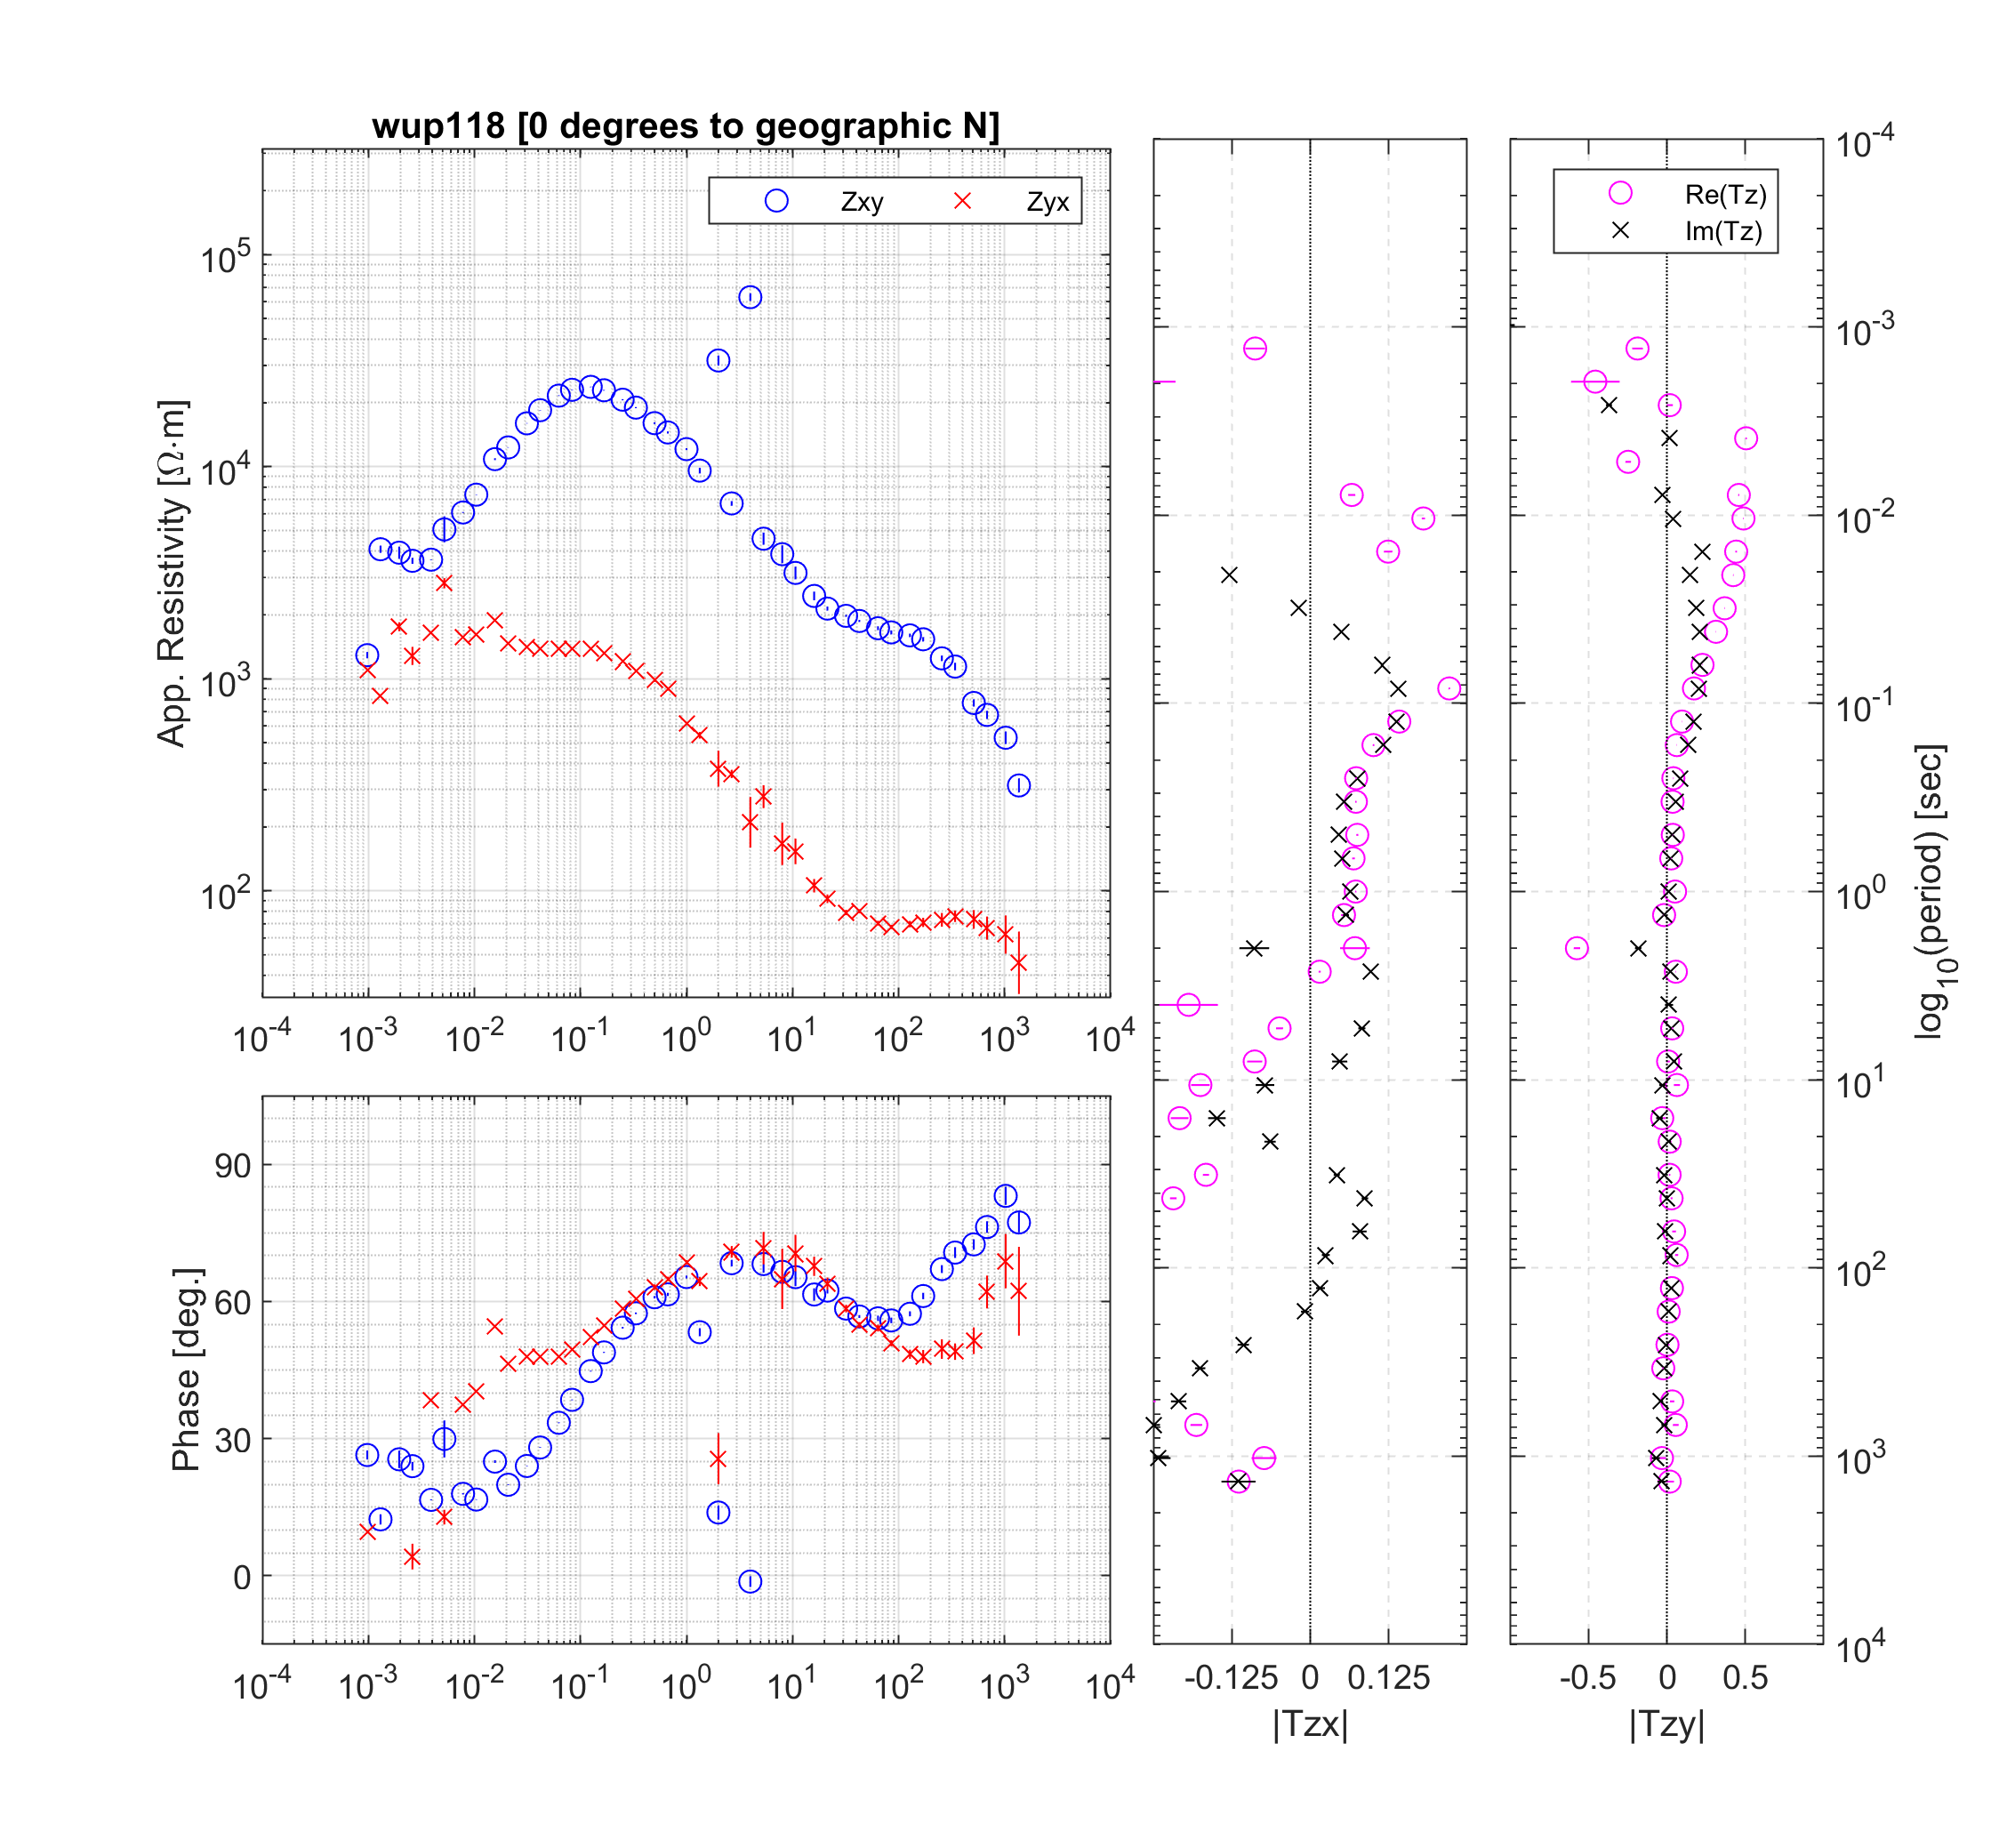 wup118 [0 degrees to geographic N]
Zxy Zyx
App. Resistivity [Ω·m]
10^5
10^4
10^3
10^2
10^-4 10^-3 10^-2 10^-1 10^0 10^1 10^2 10^3 10^4
Phase [deg.]
90
60
30
0
10^-4 10^-3 10^-2 10^-1 10^0 10^1 10^2 10^3 10^4
-0.125 0 0.125
|Tzx|
Re(Tz)
Im(Tz)
-0.5 0 0.5
|Tzy|
10^-4
10^-3
10^-2
10^-1
10^0
10^1
10^2
10^3
10^4
log10(period) [sec]